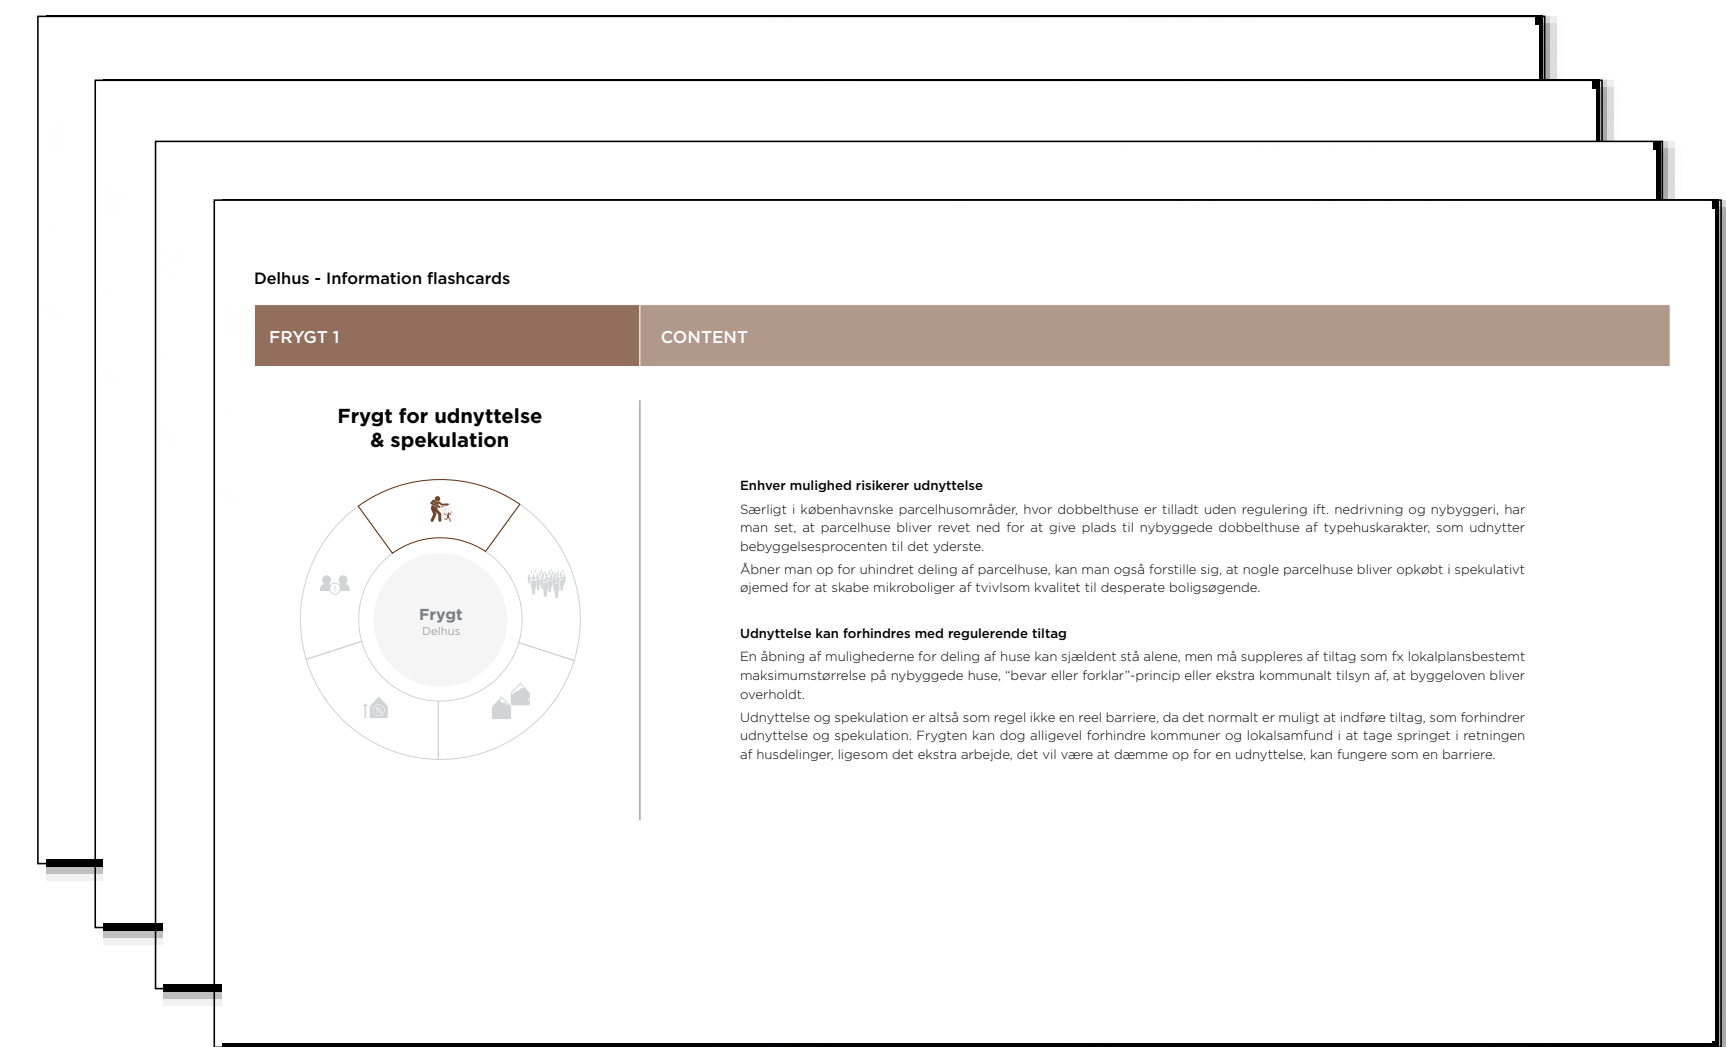 Delhus - Information flashcards
FRYGT 1
CONTENT
Frygt for udnyttelse
& spekulation
Frygt
Delhus
Enhver mulighed risikerer udnyttelse
Særligt i københavnske parcelhusområder, hvor dobbelthuse er tilladt uden regulering ift. nedrivning og nybyggeri, har
man set, at parcelhuse bliver revet ned for at give plads til nybyggede dobbelthuse af typehuskarakter, som udnytter
bebyggelsesprocenten til det yderste.
Åbner man op for uhindret deling af parcelhuse, kan man også forstille sig, at nogle parcelhuse bliver opkøbt i spekulativt
øjemed for at skabe mikroboliger af tvivlsom kvalitet til desperate boligsøgende.
Udnyttelse kan forhindres med regulerende tiltag
En åbning af mulighederne for deling af huse kan sjældent stå alene, men må suppleres af tiltag som fx lokalplansbestemt
maksimumstørrelse på nybyggede huse, “bevar eller forklar”-princip eller ekstra kommunalt tilsyn af, at byggeloven bliver
overholdt.
Udnyttelse og spekulation er altså som regel ikke en reel barriere, da det normalt er muligt at indføre tiltag, som forhindrer
udnyttelse og spekulation. Frygten kan dog alligevel forhindre kommuner og lokalsamfund i at tage springet i retningen
af husdelinger, ligesom det ekstra arbejde, det vil være at dæmme op for en udnyttelse, kan fungere som en barriere.